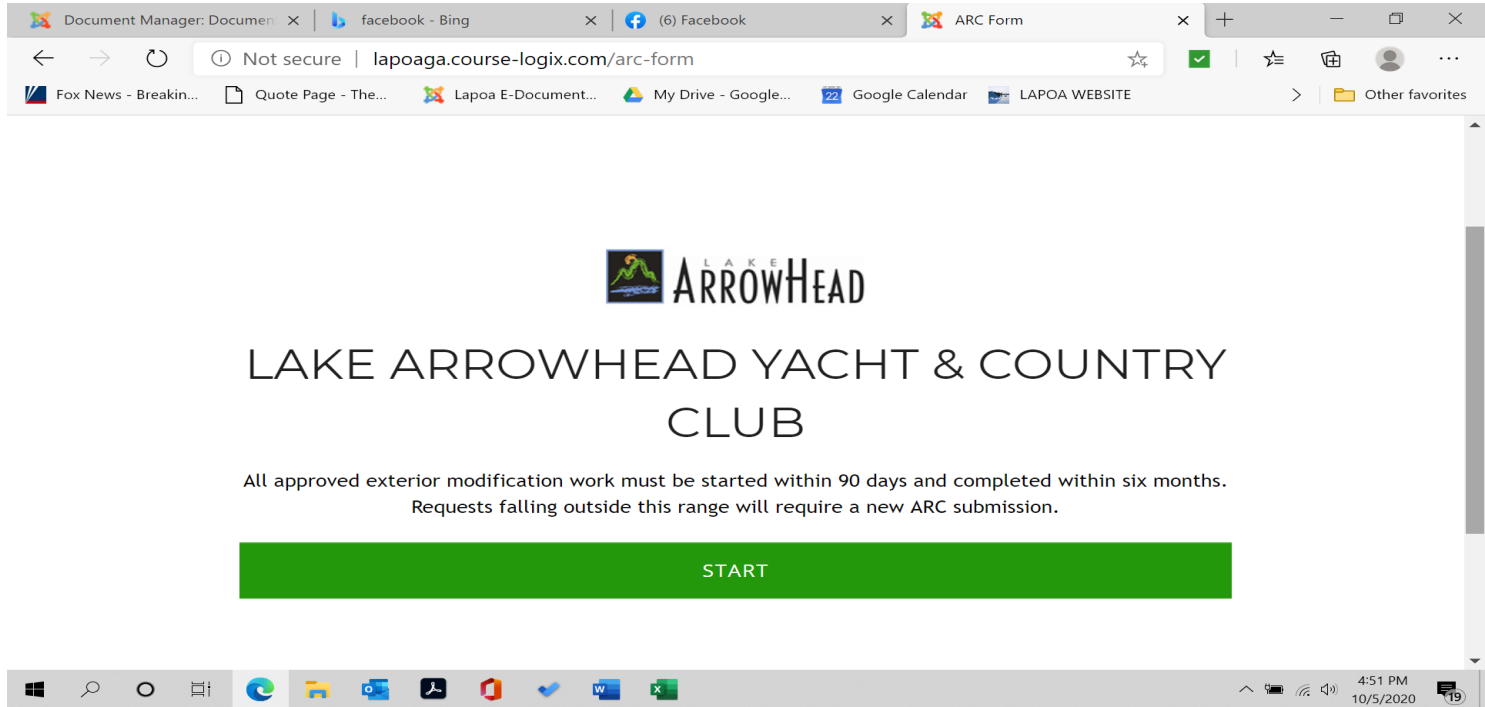 Document Manager: Documen
facebook - Bing
(6) Facebook
ARC Form
Not secure | lapoaga.course-logix.com/arc-form
Fox News - Breakin...
Quote Page - The...
Lapoa E-Document...
My Drive - Google...
22
Google Calendar
LAPOA WEBSITE
Other favorites
LAKE
ARROWHEAD
LAKE ARROWHEAD YACHT & COUNTRY
CLUB
All approved exterior modification work must be started within 90 days and completed within six months.
Requests falling outside this range will require a new ARC submission.
START
4:51 PM
10/5/2020
19